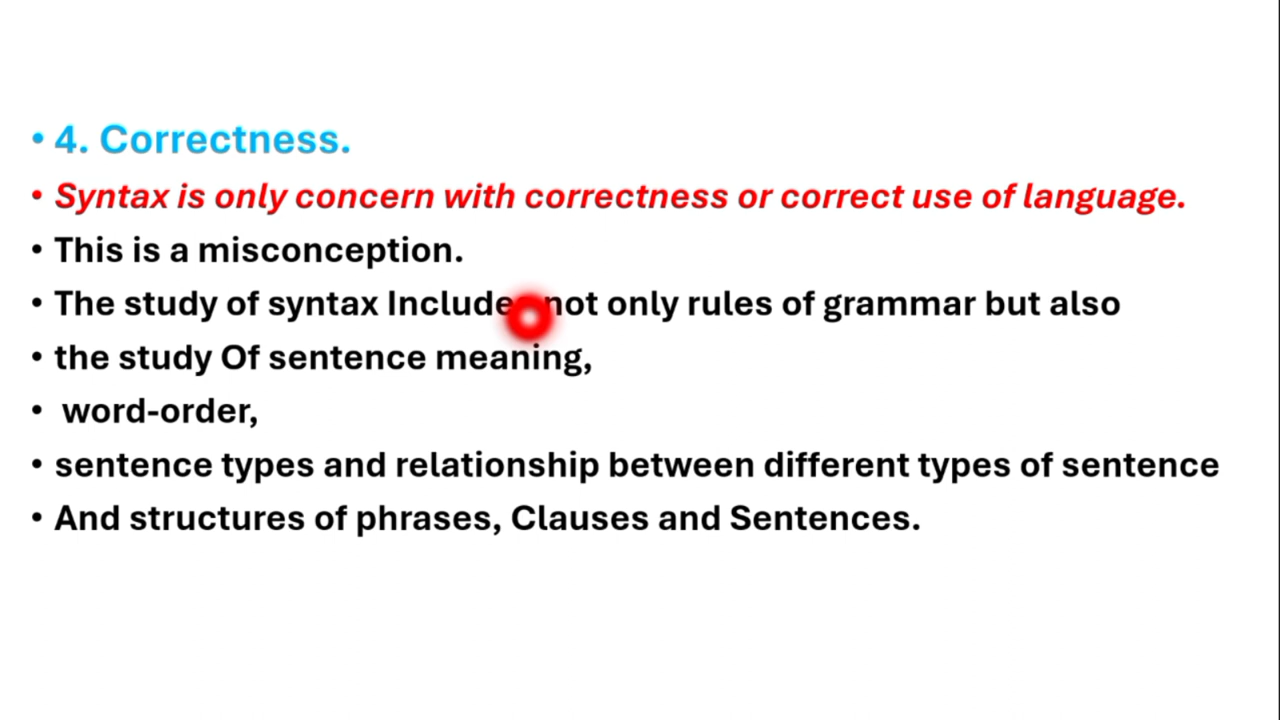 • 4. Correctness.
• Syntax is only concern with correctness or correct use of language.
• This is a misconception.
• The study of syntax Include not only rules of grammar but also
• the study Of sentence meaning,
• word-order,
• sentence types and relationship between different types of sentence
• And structures of phrases, Clauses and Sentences.